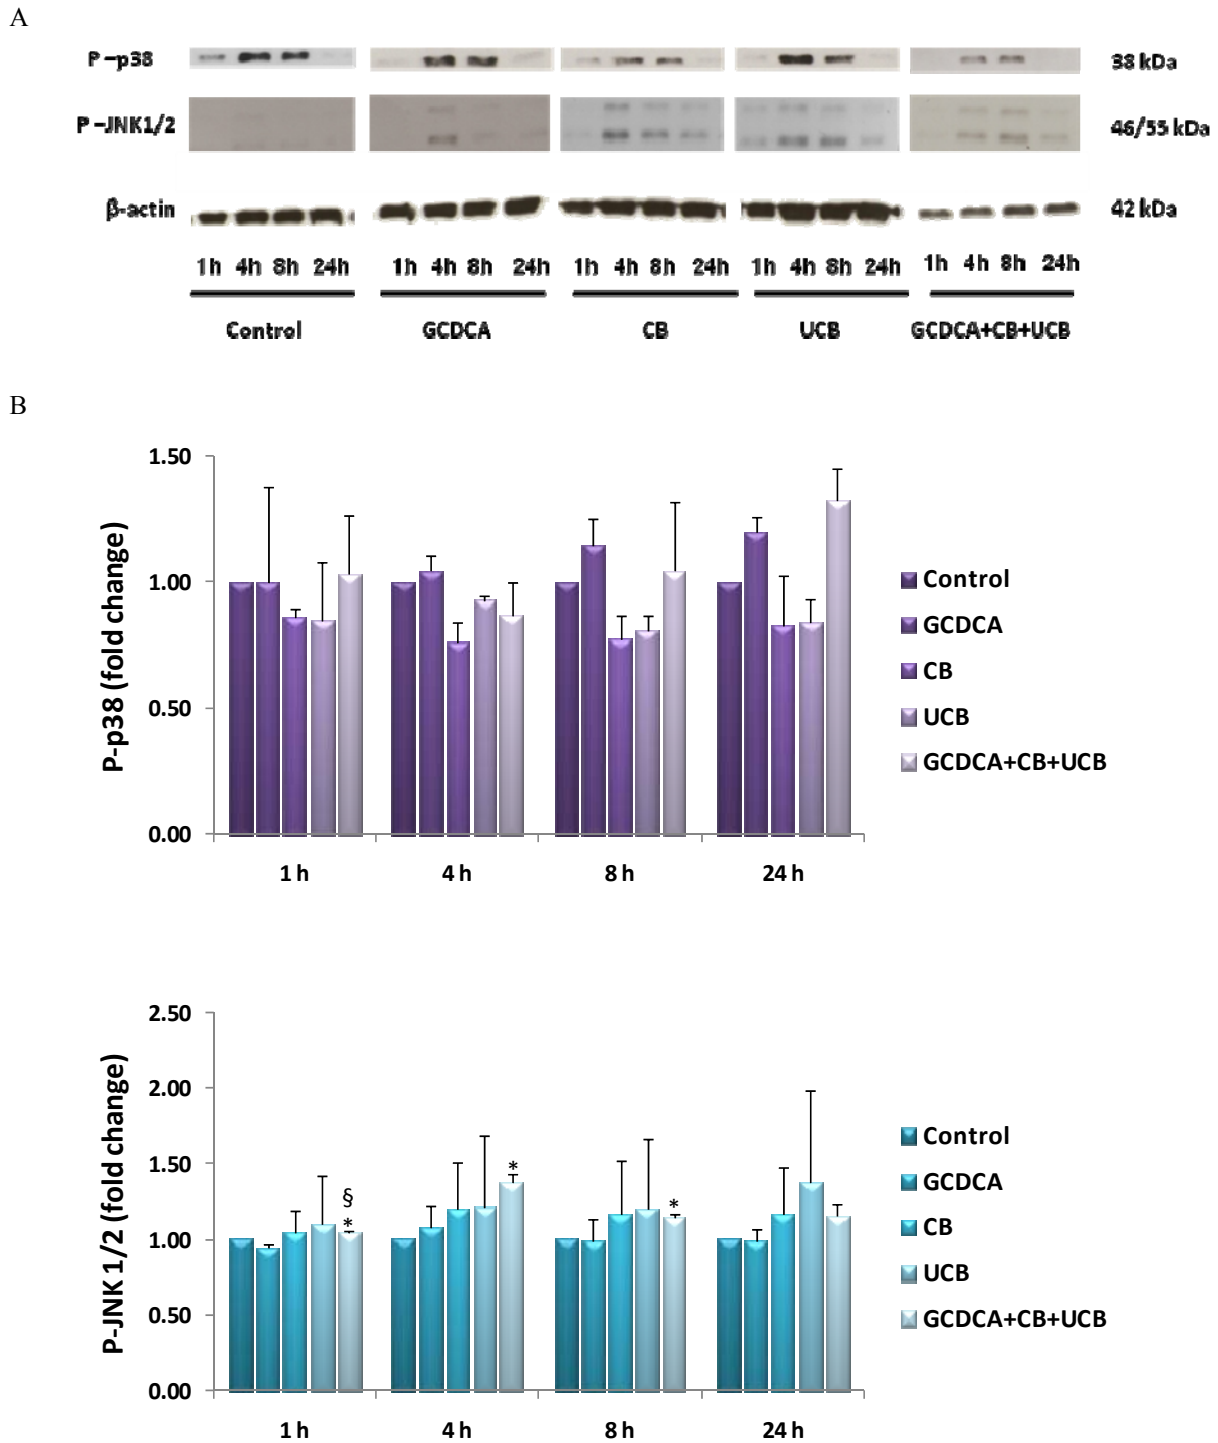 A
P-p38
38 kDa
P-JNK1/2
46/55 kDa
β-actin
42 kDa
1h 4h 8h 24h 1h 4h 8h 24h 1h 4h 8h 24h 1h 4h 8h 24h 1h 4h 8h 24h
Control GCDCA CB UCB GCDCA+CB+UCB
B
P-p38 (fold change)
1.50
1.00
0.50
0.00
1 h 4 h 8 h 24 h
Control
GCDCA
CB
UCB
GCDCA+CB+UCB
P-JNK 1/2 (fold change)
2.50
2.00
1.50
1.00
0.50
0.00
§
*
*
*
1 h 4 h 8 h 24 h
Control
GCDCA
CB
UCB
GCDCA+CB+UCB